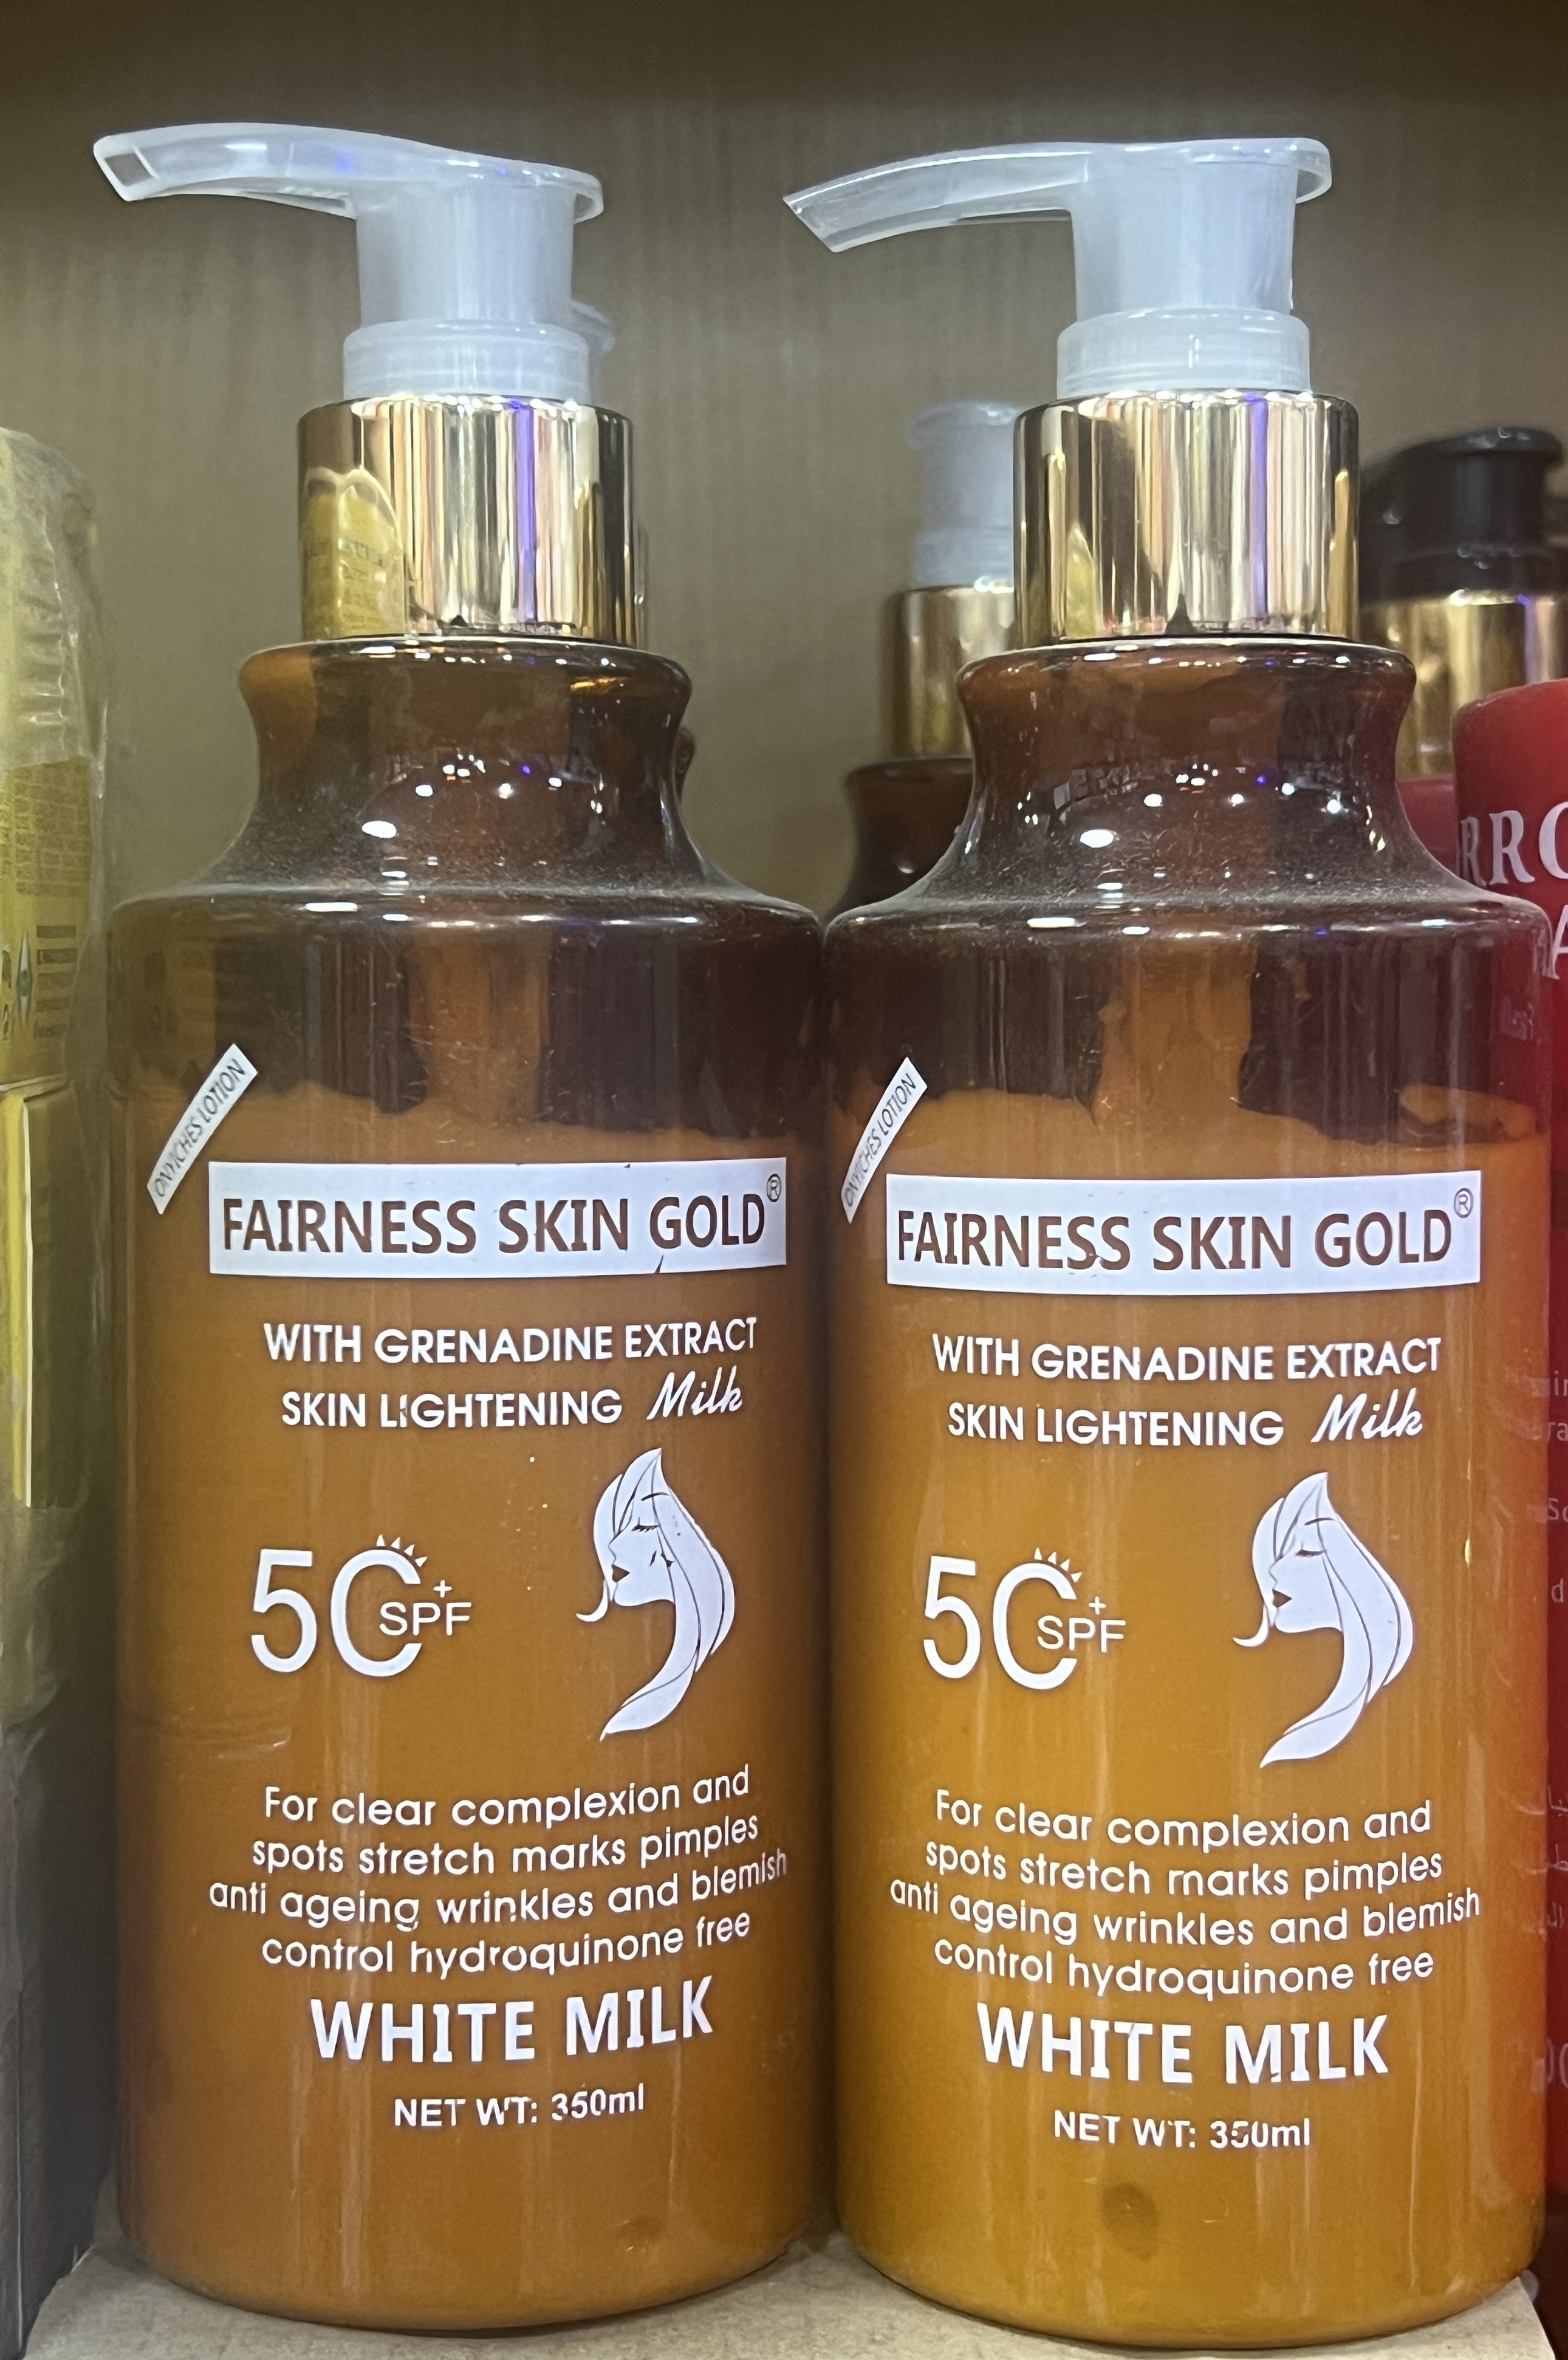 LOTION
FAIRNESS SKIN GOLD®
WITH GRENADINE EXTRACT
SKIN LIGHTENING Milk
50+
SPF
For clear complexion and
spots stretch marks pimples
anti ageing wrinkles and blemish
control hydroquinone free
WHITE MILK
NET WT: 350ml
LOTION
FAIRNESS SKIN GOLD®
WITH GRENADINE EXTRACT
SKIN LIGHTENING Milk
50+
SPF
For clear complexion and
spots stretch marks pimples
anti ageing wrinkles and blemish
control hydroquinone free
WHITE MILK
NET WT: 350ml